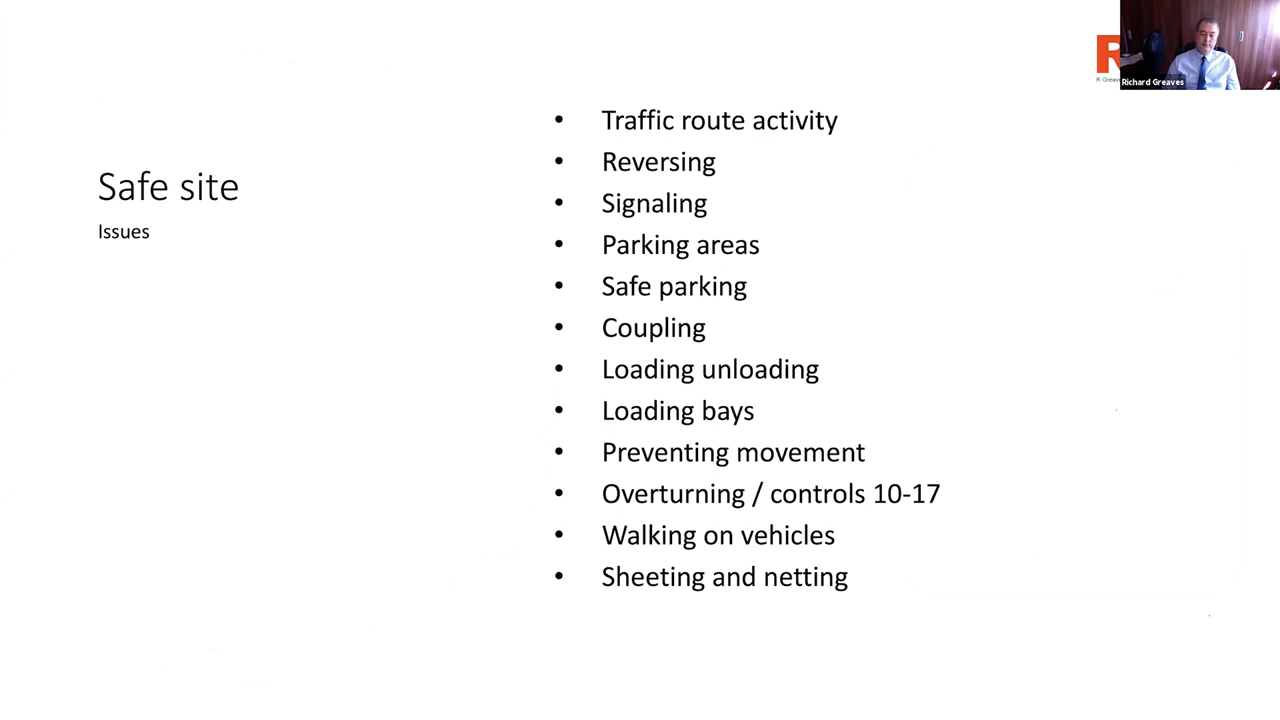 R
R Greav
Richard Greaves
Safe site
Issues
• Traffic route activity
• Reversing
• Signaling
• Parking areas
• Safe parking
• Coupling
• Loading unloading
• Loading bays
• Preventing movement
• Overturning / controls 10-17
• Walking on vehicles
• Sheeting and netting